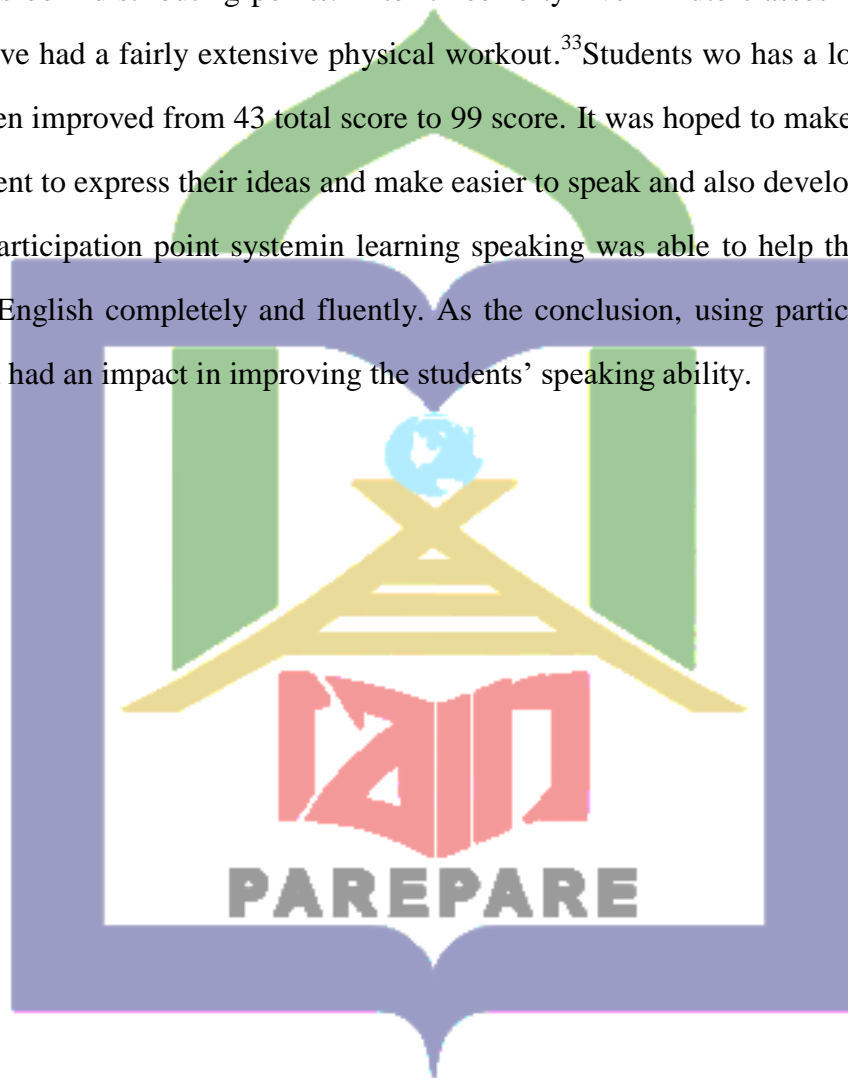 ve had a fairly extensive physical workout.33Students wo has a lo
en improved from 43 total score to 99 score. It was hoped to make
ent to express their ideas and make easier to speak and also develo
articipation point systemin learning speaking was able to help th
English completely and fluently. As the conclusion, using partic
had an impact in improving the students' speaking ability.
iain
PAREPARE